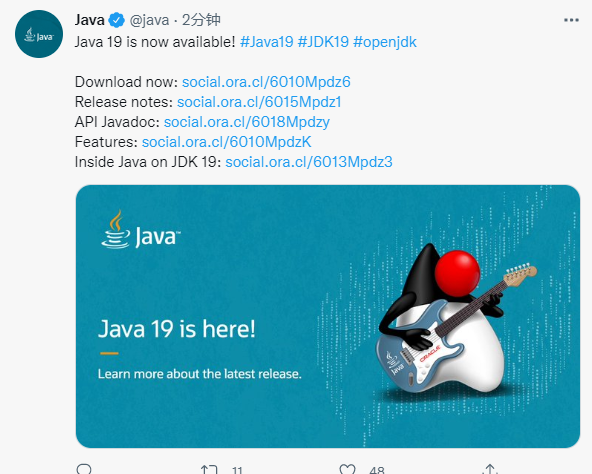 Java
Java @java · 2分钟
Java 19 is now available! #Java19 #JDK19 #openjdk
Download now: social.ora.cl/6010Mpdz6
Release notes: social.ora.cl/6015Mpdz1
API Javadoc: social.ora.cl/6018Mpdzy
Features: social.ora.cl/6010MpdzK
Inside Java on JDK 19: social.ora.cl/6013Mpdz3
Java™
Java 19 is here!
Learn more about the latest release.
ORACLE
Java
11 48